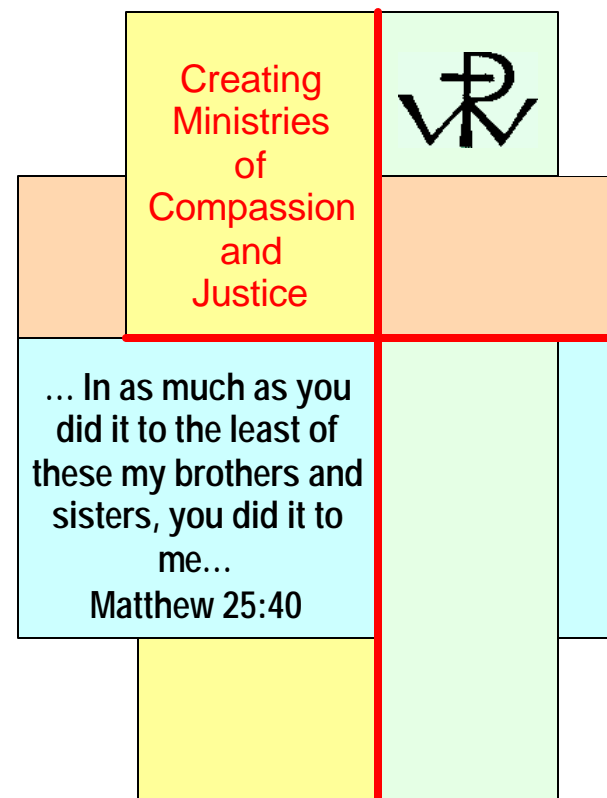 Creating
Ministries
of
Compassion
and
Justice
… In as much as you
did it to the least of
these my brothers and
sisters, you did it to
me…
Matthew 25:40